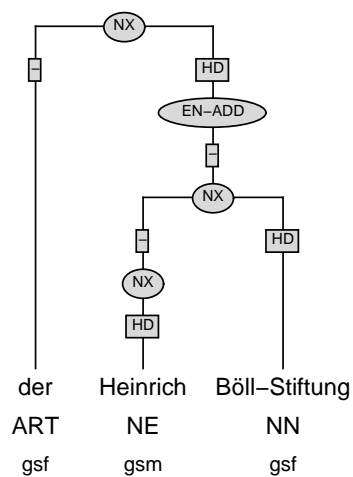 NX
– HD
EN–ADD
–
NX
– HD
NX
HD
der Heinrich Böll–Stiftung
ART NE NN
gsf gsm gsf